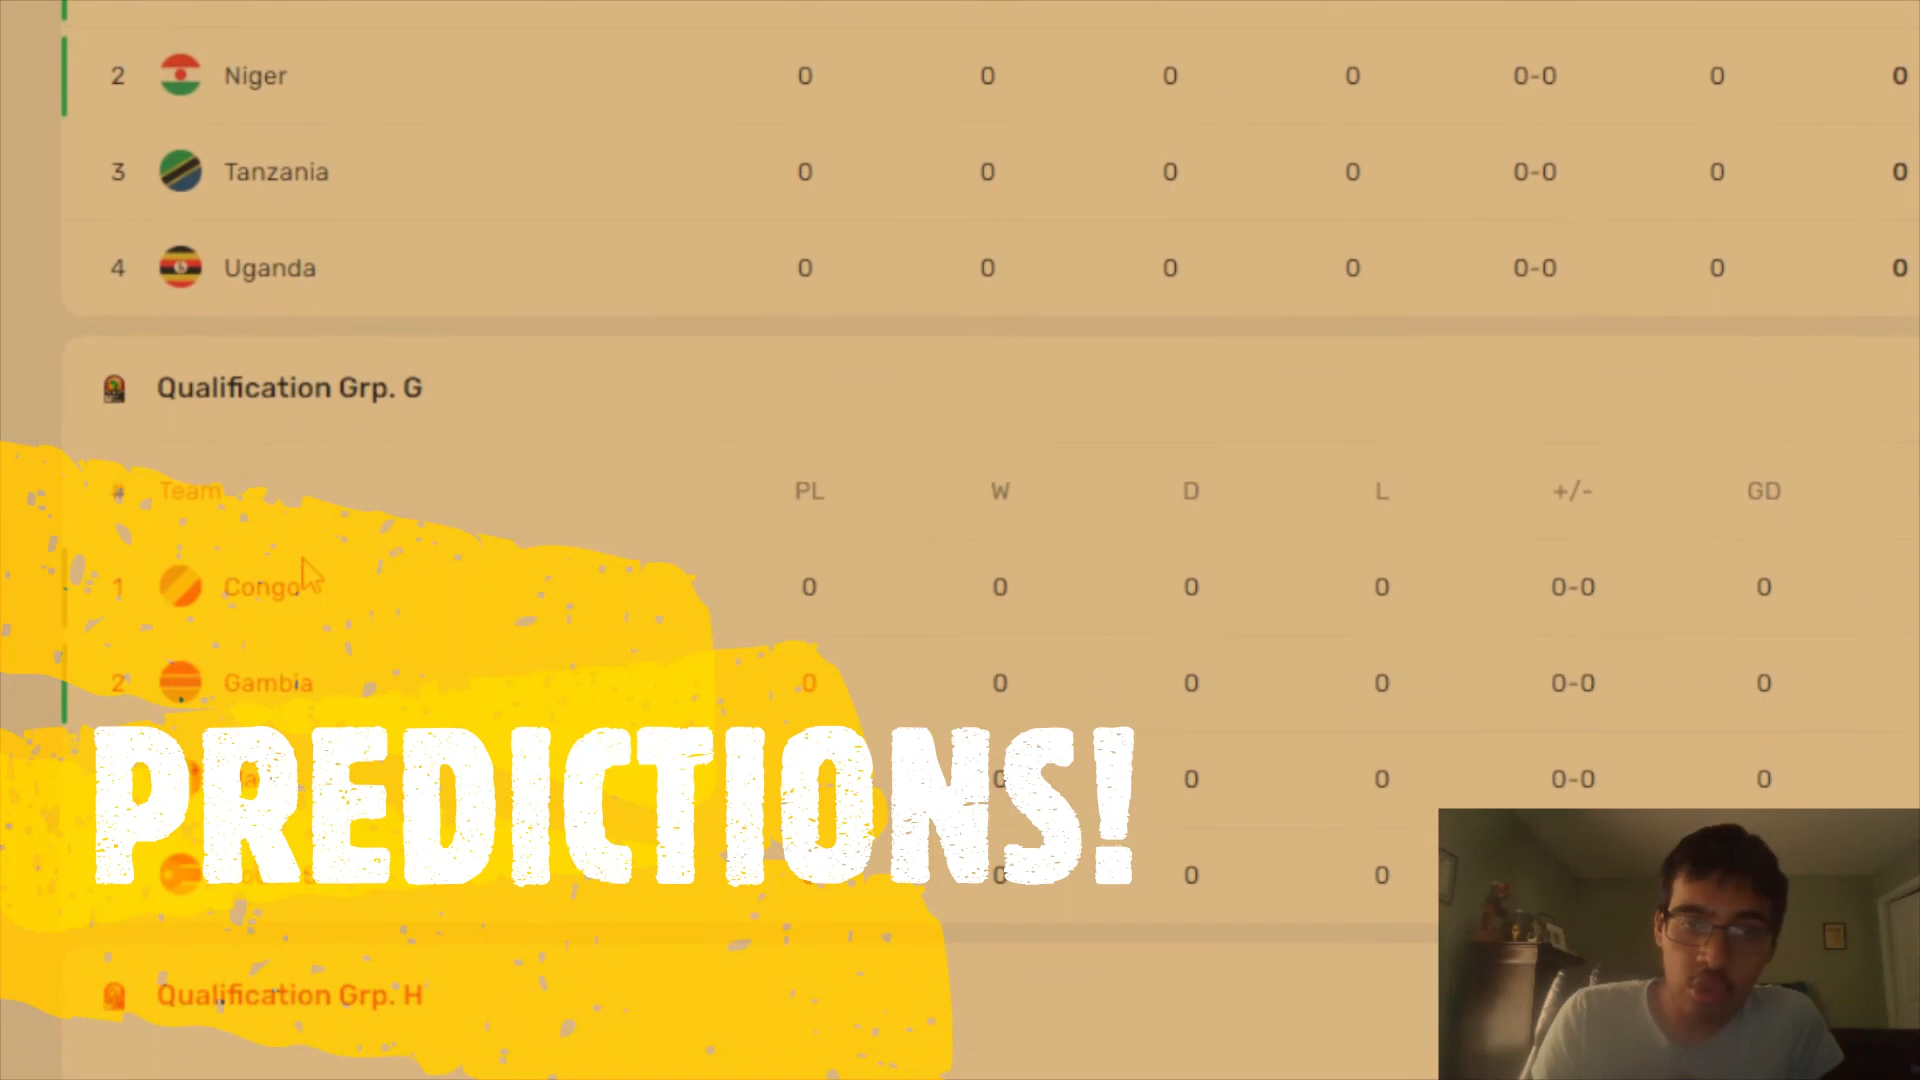 2 Niger 0 0 0 0 0-0 0 0
3 Tanzania 0 0 0 0 0-0 0 0
4 Uganda 0 0 0 0 0-0 0 0
Qualification Grp. G
# Team PL W D L +/- GD
1 Congo 0 0 0 0 0-0 0
2 Gambia 0 0 0 0 0-0 0
0 0 0 0-0 0
0 0 0
PREDICTIONS!
Qualification Grp. H